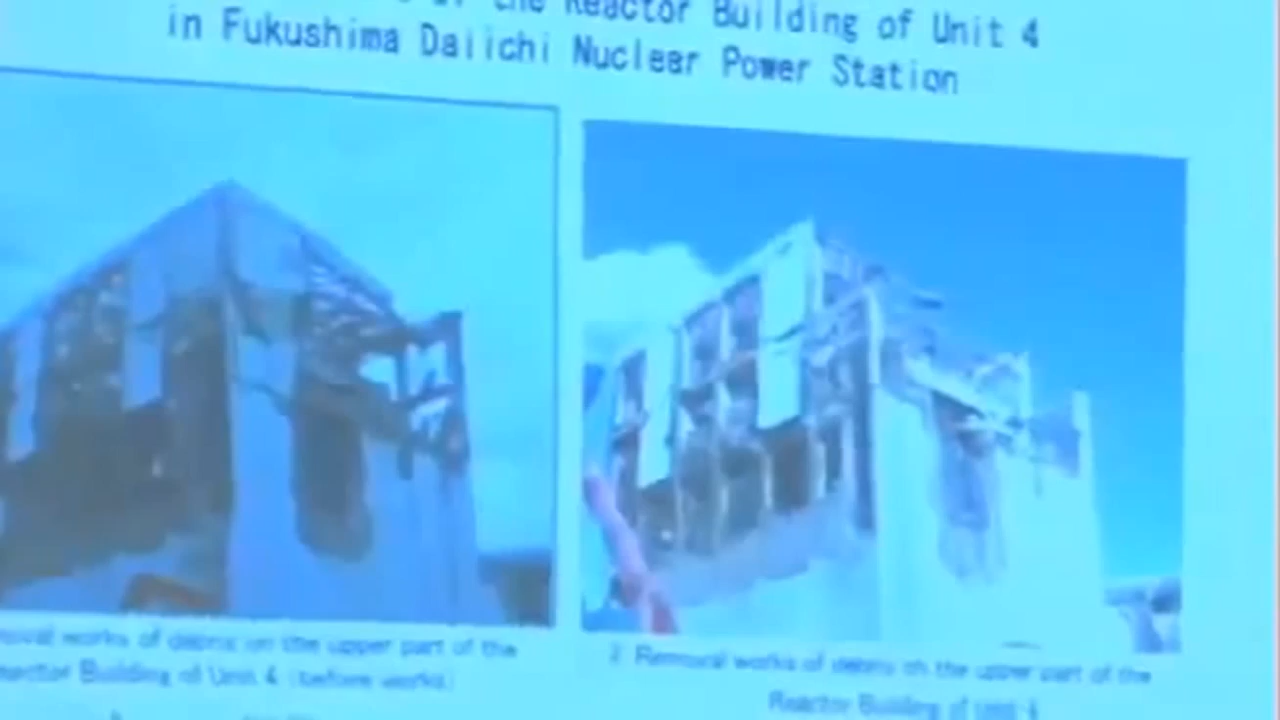 the Reactor Building of Unit 4
in Fukushima Daiichi Nuclear Power Station
works of debris on the upper part of the
Reactor Building of Unit 4 (before works)
2 Removal works of debris on the upper part of the
Reactor Building of Unit 4